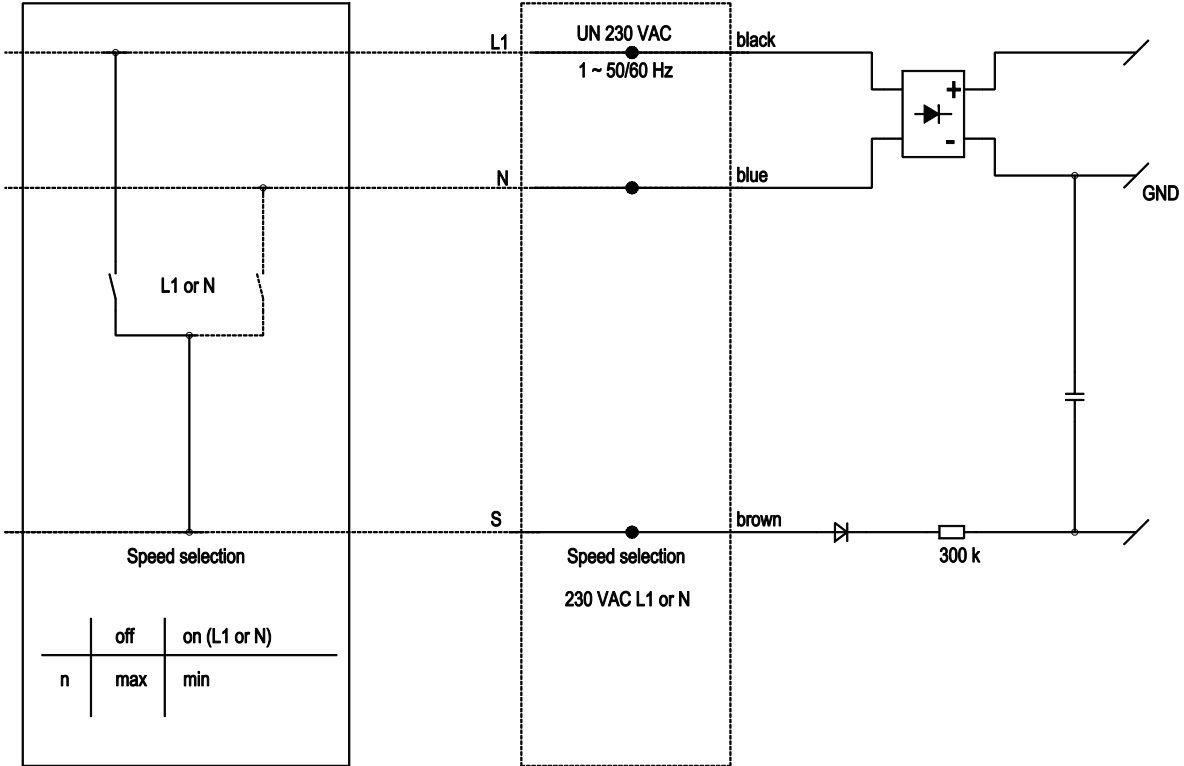 L1
UN 230 VAC
1 ~ 50/60 Hz
black
+
-
N
blue
GND
L1 or N
S
brown
300 k
Speed selection
Speed selection
230 VAC L1 or N
off on (L1 or N)
n max min